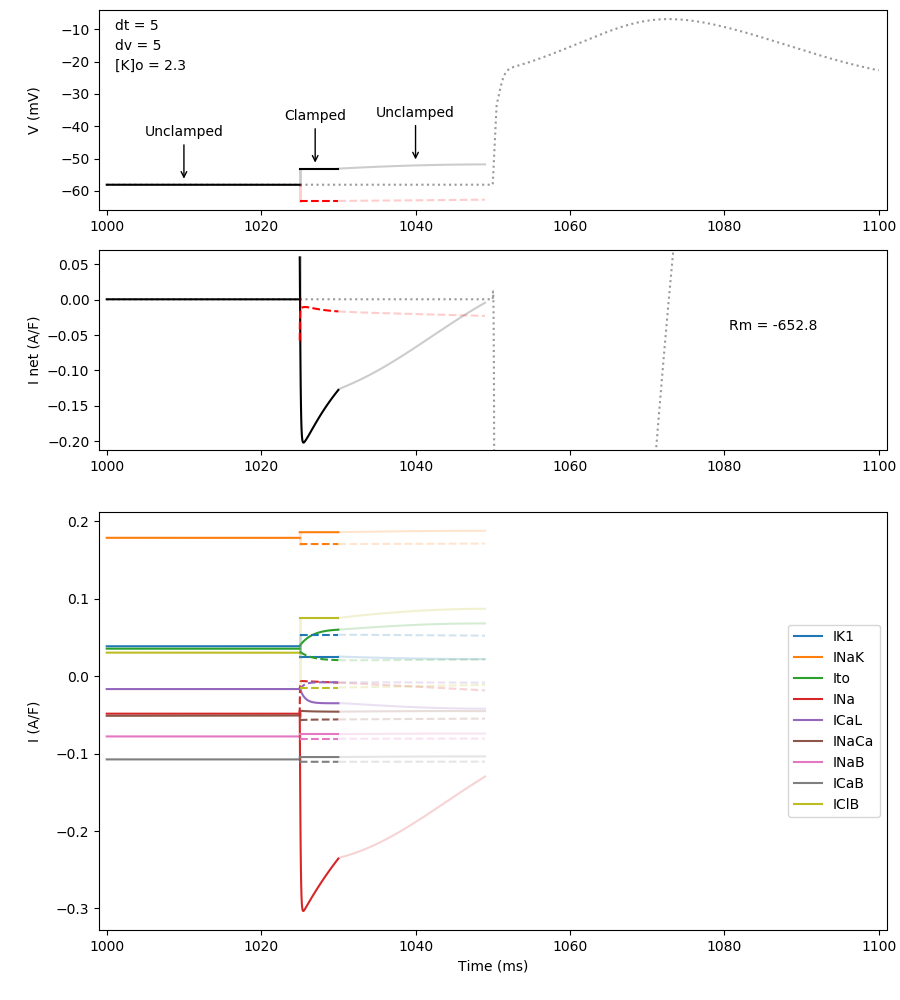 dt = 5
dv = 5
[K]o = 2.3
Unclamped
Clamped
Unclamped
V (mV)
−10
−20
−30
−40
−50
−60
1000 1020 1040 1060 1080 1100
I net (A/F)
0.05
0.00
−0.05
−0.10
−0.15
−0.20
Rm = -652.8
1000 1020 1040 1060 1080 1100
I (A/F)
0.2
0.1
0.0
−0.1
−0.2
−0.3
IK1
INaK
Ito
INa
ICaL
INaCa
INaB
ICaB
IClB
1000 1020 1040 1060 1080 1100
Time (ms)